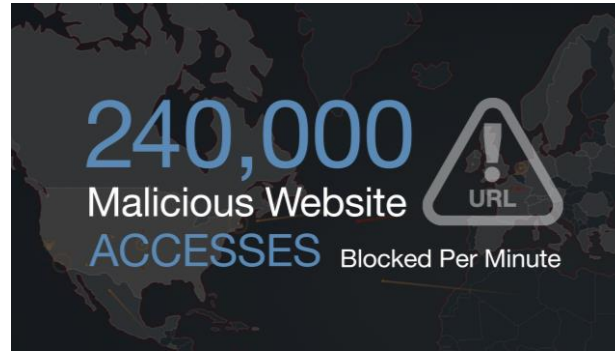 240,000
Malicious Website
ACCESSES Blocked Per Minute
URL